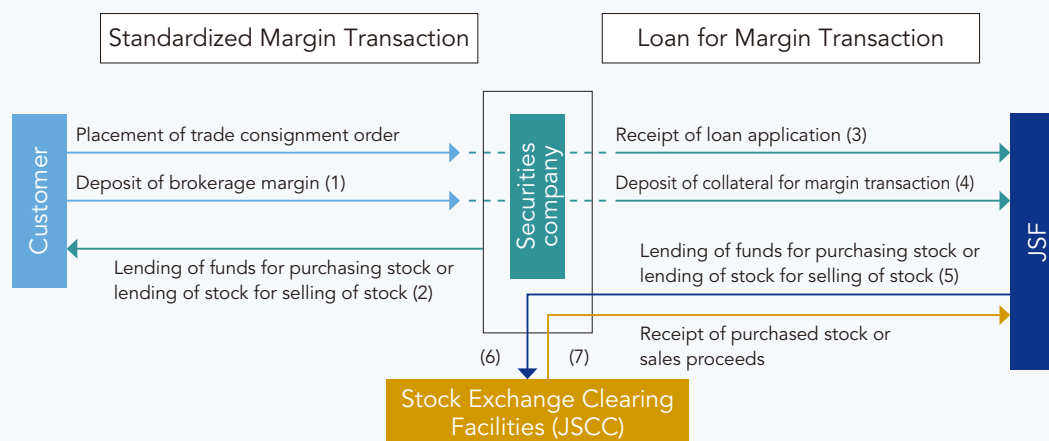 Standardized Margin Transaction
Loan for Margin Transaction
Customer
Placement of trade consignment order
Deposit of brokerage margin (1)
Lending of funds for purchasing stock or
lending of stock for selling of stock (2)
Securities
company
Receipt of loan application (3)
Deposit of collateral for margin transaction (4)
Lending of funds for purchasing stock or
lending of stock for selling of stock (5)
JSF
Receipt of purchased stock or
sales proceeds
(6)
(7)
Stock Exchange Clearing
Facilities (JSCC)